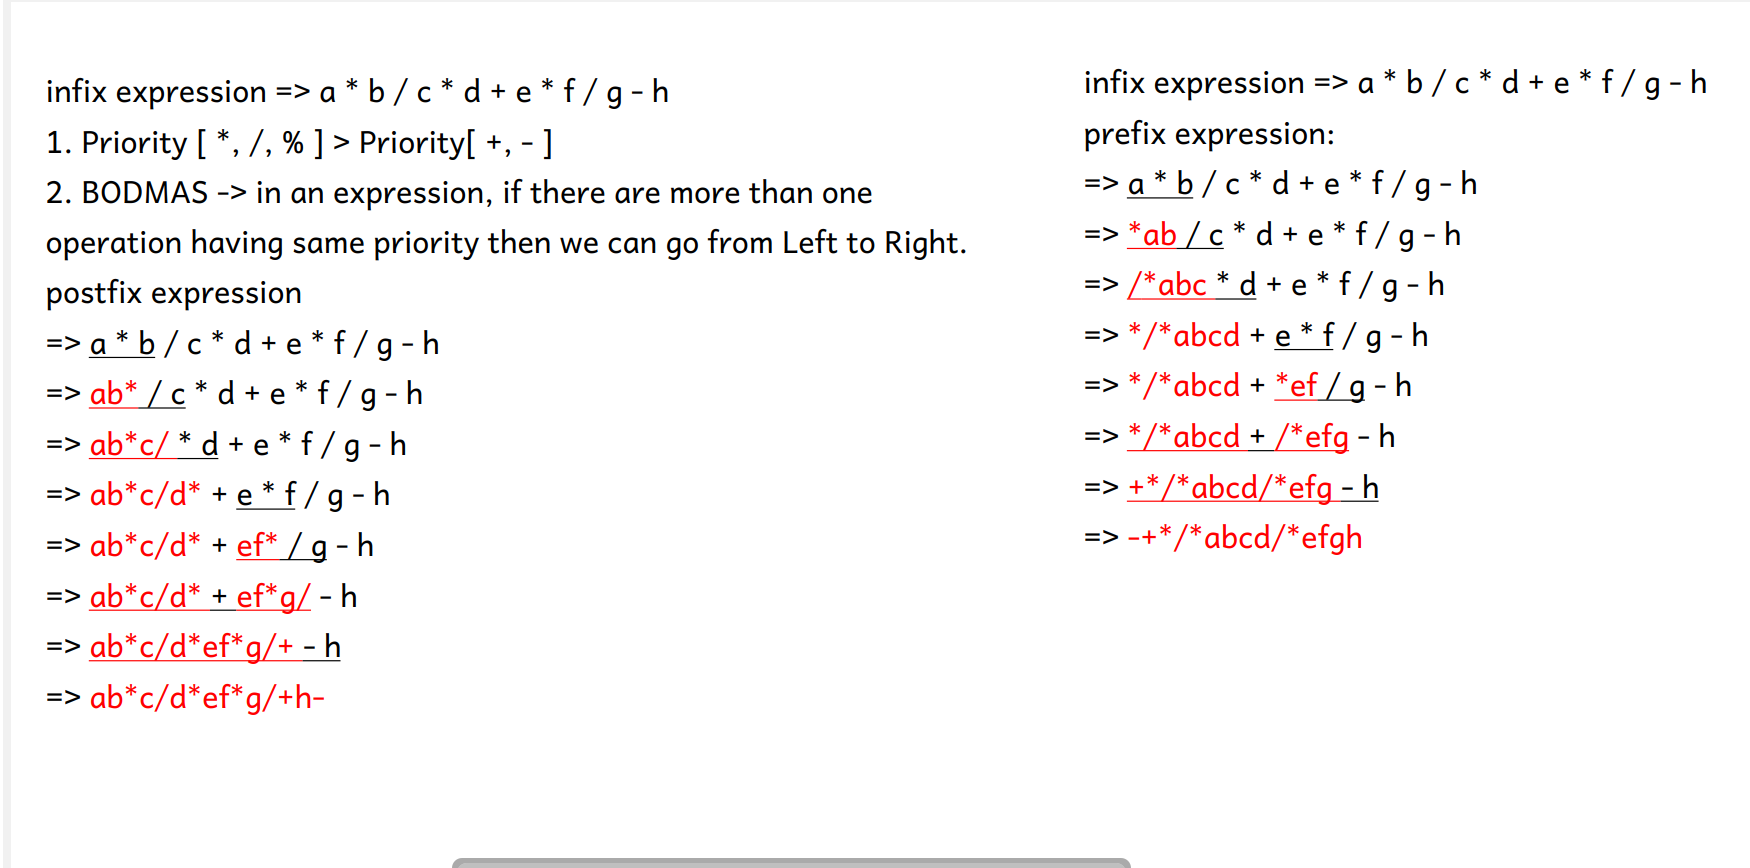 infix expression => a * b / c * d + e * f / g - h
1. Priority [ *, /, % ] > Priority[ +, - ]
2. BODMAS -> in an expression, if there are more than one
operation having same priority then we can go from Left to Right.
postfix expression
=> a * b / c * d + e * f / g - h
=> ab* / c * d + e * f / g - h
=> ab*c/ * d + e * f / g - h
=> ab*c/d* + e * f / g - h
=> ab*c/d* + ef* / g - h
=> ab*c/d* + ef*g/ - h
=> ab*c/d*ef*g/+ - h
=> ab*c/d*ef*g/+h-
infix expression => a * b / c * d + e * f / g - h
prefix expression:
=> a * b / c * d + e * f / g - h
=> *ab / c * d + e * f / g - h
=> /*abc * d + e * f / g - h
=> */*abcd + e * f / g - h
=> */*abcd + *ef / g - h
=> */*abcd + /*efg - h
=> +*/*abcd/*efg - h
=> -+*/*abcd/*efgh